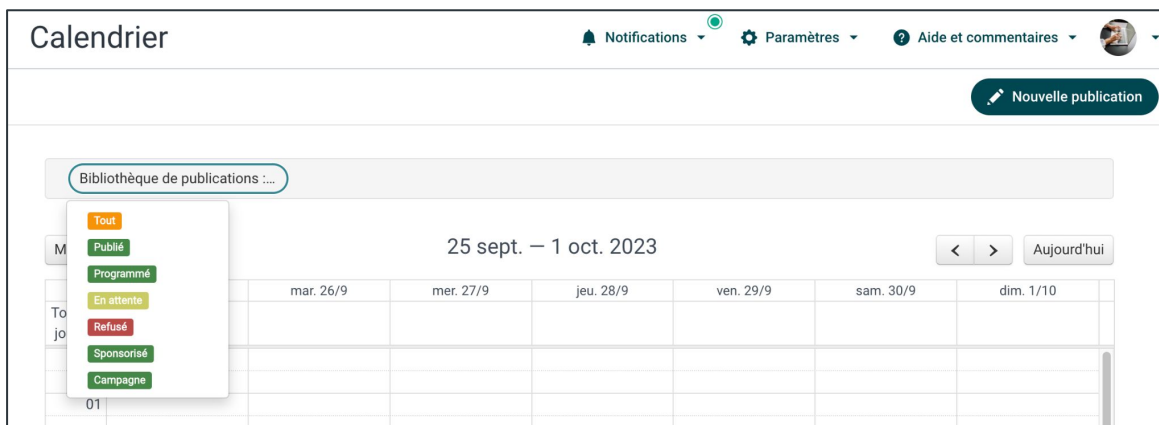 Calendrier
Notifications
Paramètres
Aide et commentaires
Nouvelle publication
Bibliothèque de publications :...
Tout
Publié
Programmé
En attente
Refusé
Sponsorisé
Campagne
M
25 sept. — 1 oct. 2023
Aujourd'hui
mar. 26/9 mer. 27/9 jeu. 28/9 ven. 29/9 sam. 30/9 dim. 1/10
To
jo
01